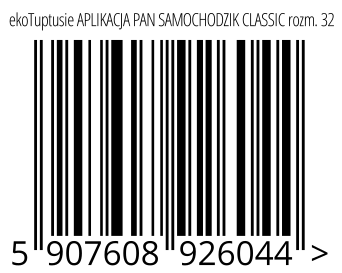 ekoTuptusie APLIKACJA PAN SAMOCHODZIK CLASSIC rozm. 32
5 907608 926044 >